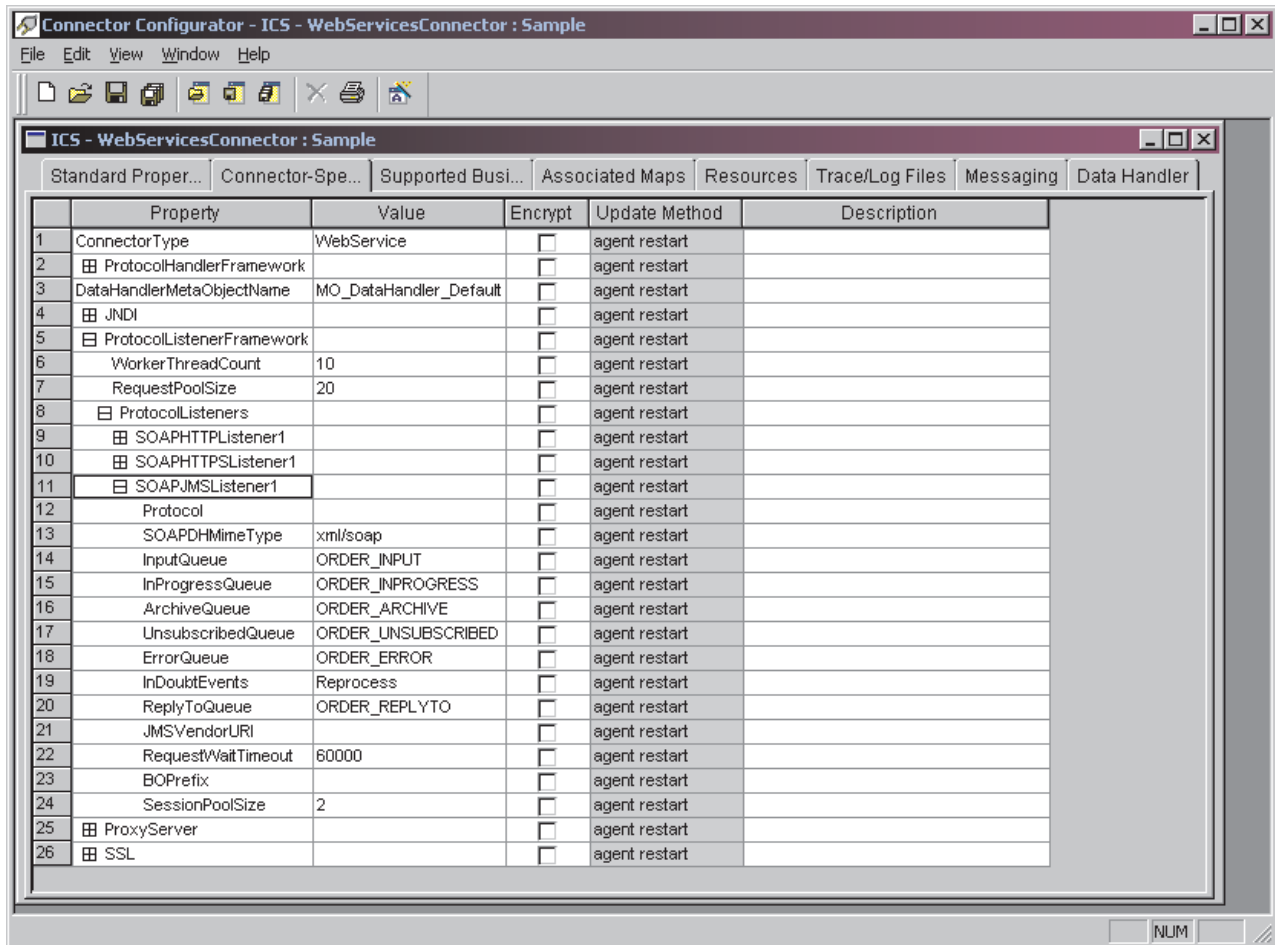 Connector Configurator - ICS - WebServicesConnector : Sample
File Edit View Window Help
ICS - WebServicesConnector : Sample
Standard Proper... Connector-Spe... Supported Busi... Associated Maps Resources Trace/Log Files Messaging Data Handler
Property Value Encrypt Update Method Description
1 ConnectorType WebService agent restart
2 ProtocolHandlerFramework agent restart
3 DataHandlerMetaObjectName MO_DataHandler_Default agent restart
4 JNDI agent restart
5 ProtocolListenerFramework agent restart
6 WorkerThreadCount 10 agent restart
7 RequestPoolSize 20 agent restart
8 ProtocolListeners agent restart
9 SOAPHTTPListener1 agent restart
10 SOAPHTTPSListener1 agent restart
11 SOAPJMSListener1 agent restart
12 Protocol agent restart
13 SOAPDHMimeType xml/soap agent restart
14 InputQueue ORDER_INPUT agent restart
15 InProgressQueue ORDER_INPROGRESS agent restart
16 ArchiveQueue ORDER_ARCHIVE agent restart
17 UnsubscribedQueue ORDER_UNSUBSCRIBED agent restart
18 ErrorQueue ORDER_ERROR agent restart
19 InDoubtEvents Reprocess agent restart
20 ReplyToQueue ORDER_REPLYTO agent restart
21 JMSVendorURI agent restart
22 RequestWaitTimeout 60000 agent restart
23 BOPrefix agent restart
24 SessionPoolSize 2 agent restart
25 ProxyServer agent restart
26 SSL agent restart
NUM